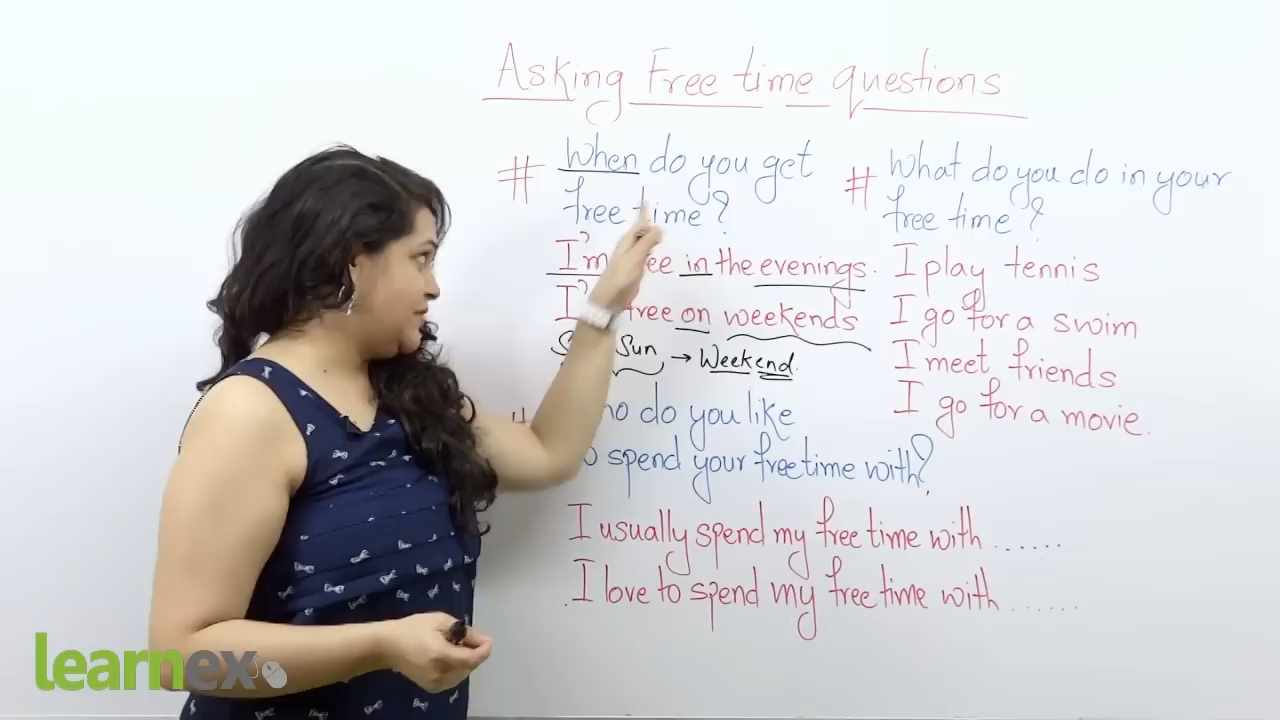 Asking Free time questions
# When do you get
free time?
I'm free in the evenings.
I' free on weekends
Sun → Weekend.
# What do you do in your
free time?
I play tennis
I go for a swim
I meet friends
I go for a movie.
do you like
spend your free time with?
I usually spend my free time with ......
I love to spend my free time with ......
learnex